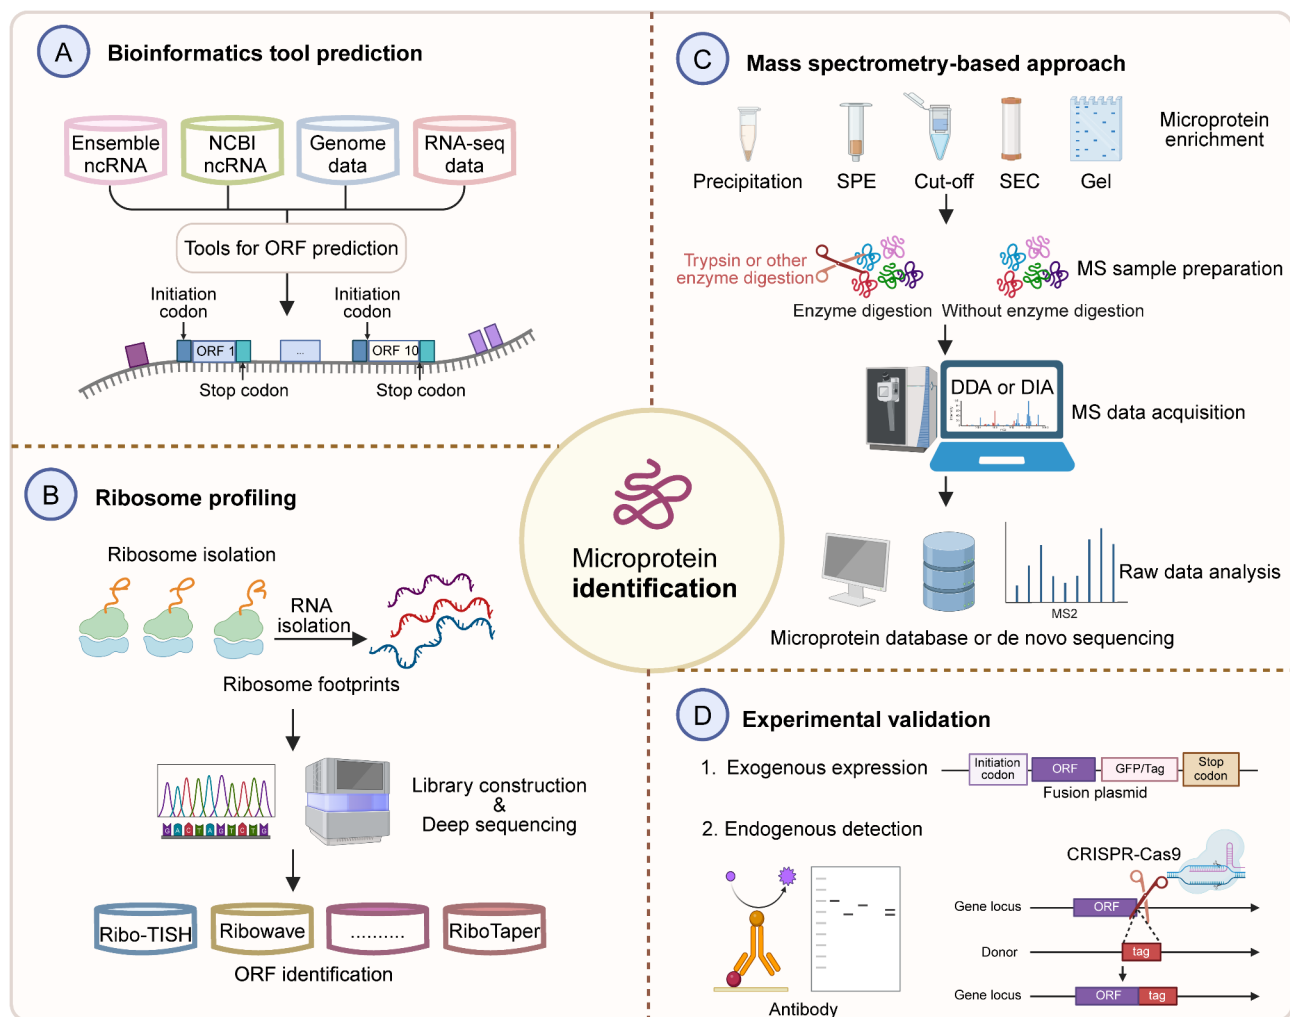 A
Bioinformatics tool prediction
Ensemble
ncRNA
NCBI
ncRNA
Genome
data
RNA-seq
data
Tools for ORF prediction
Initiation
codon
Initiation
codon
ORF 1
...
ORF 10
Stop codon
Stop codon
B
Ribosome profiling
Ribosome isolation
RNA
isolation
Ribosome footprints
G A C T A G T C T G
Library construction
&
Deep sequencing
Ribo-TISH
Ribowave
..........
RiboTaper
ORF identification
Microprotein
identification
C
Mass spectrometry-based approach
Microprotein
enrichment
Precipitation
SPE
Cut-off
SEC
Gel
Trypsin or other
enzyme digestion
MS sample preparation
Enzyme digestion
Without enzyme digestion
DDA or DIA
MS data acquisition
MS2
Raw data analysis
Microprotein database or de novo sequencing
D
Experimental validation
1. Exogenous expression
Initiation
codon
ORF
GFP/Tag
Stop
codon
Fusion plasmid
2. Endogenous detection
Antibody
CRISPR-Cas9
Gene locus
ORF
Donor
tag
Gene locus
ORF
tag